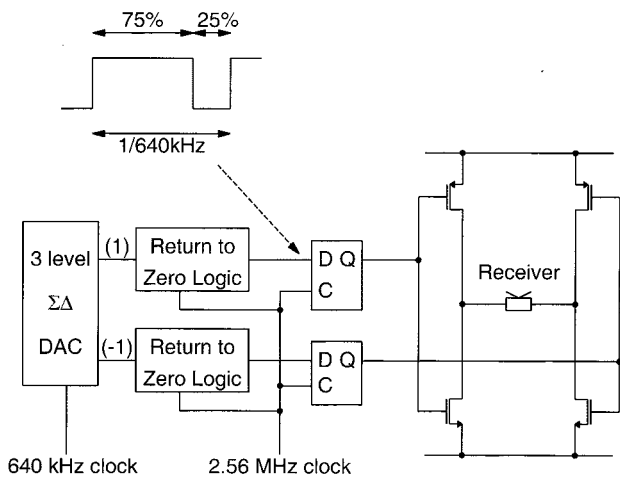 75% 25%
1/640kHz
3 level
ΣΔ
DAC
(1)
Return to
Zero Logic
D Q
C
Receiver
(-1)
Return to
Zero Logic
D Q
C
640 kHz clock
2.56 MHz clock